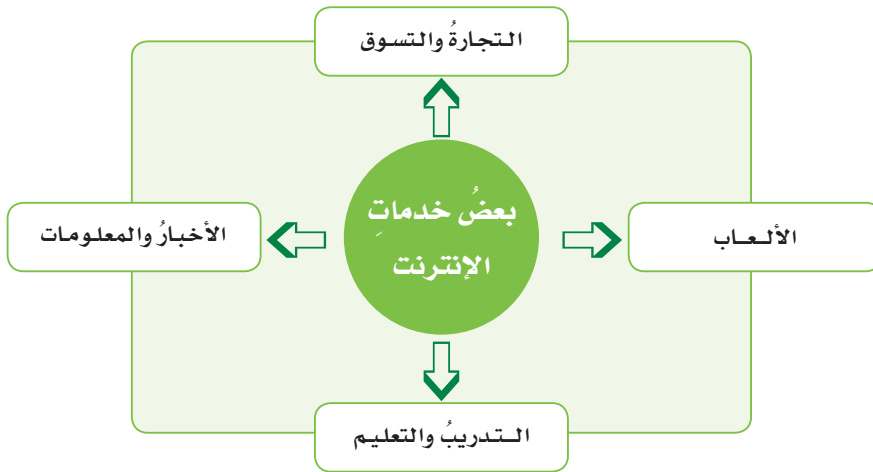 التجارةُ والتسوق
بعضُ خدماتِ
الإنترنت
الألعاب
الأخبارُ والمعلومات
التدريبُ والتعليم